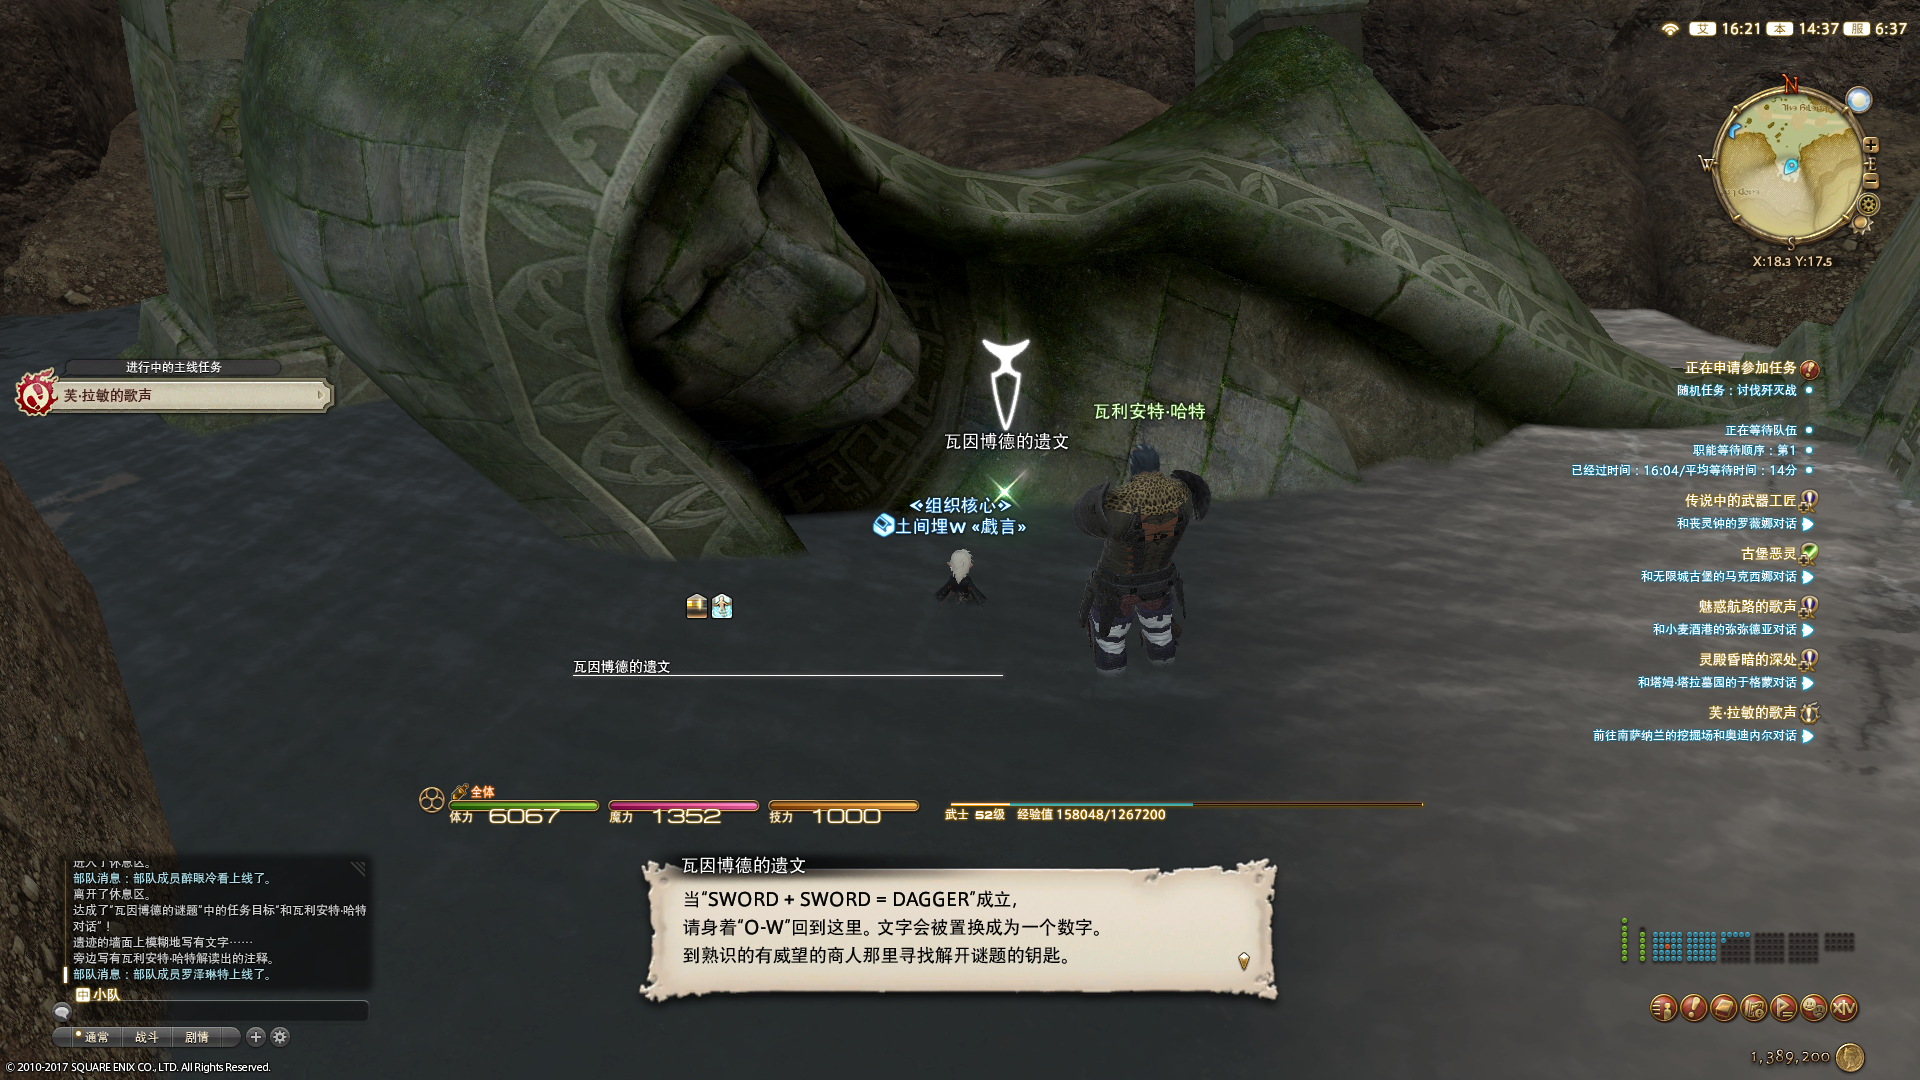 艾 16:21 本 14:37 服 6:37
N
W
E
S
X:18.3 Y:17.5
进行中的主线任务
芙·拉敏的歌声
瓦利安特·哈特
瓦因博德的遗文
<组织核心>
土间埋w «戯言»
瓦因博德的遗文
正在申请参加任务
随机任务：讨伐歼灭战
正在等待队伍
职能等待顺序：第1
已经过时间：16:04/平均等待时间：14分
传说中的武器工匠
和丧灵钟的罗薇娜对话
古堡恶灵
和无限城古堡的马克西娜对话
魅惑航路的歌声
和小麦酒港的弥弥德亚对话
灵殿昏暗的深处
和塔姆·塔拉墓园的于格蒙对话
芙·拉敏的歌声
前往南萨纳兰的挖掘场和奥迪内尔对话
全体
体力 6067 魔力 1352 技力 1000
武士 52级 经验值 158048/1267200
瓦因博德的遗文
当“SWORD + SWORD = DAGGER”成立，
请身着“O-W”回到这里。文字会被置换成为一个数字。
到熟识的有威望的商人那里寻找解开谜题的钥匙。
进入了休息区。
部队消息：部队成员醉眼冷看上线了。
离开了休息区。
达成了“瓦因博德的谜题”中的任务目标“和瓦利安特·哈特
对话”！
遗迹的墙面上模糊地写有文字……
旁边写有瓦利安特·哈特解读出的注释。
部队消息：部队成员罗泽琳特上线了。
中 小队
通常 战斗 剧情
XIV
1,389,200
© 2010-2017 SQUARE ENIX CO., LTD. All Rights Reserved.